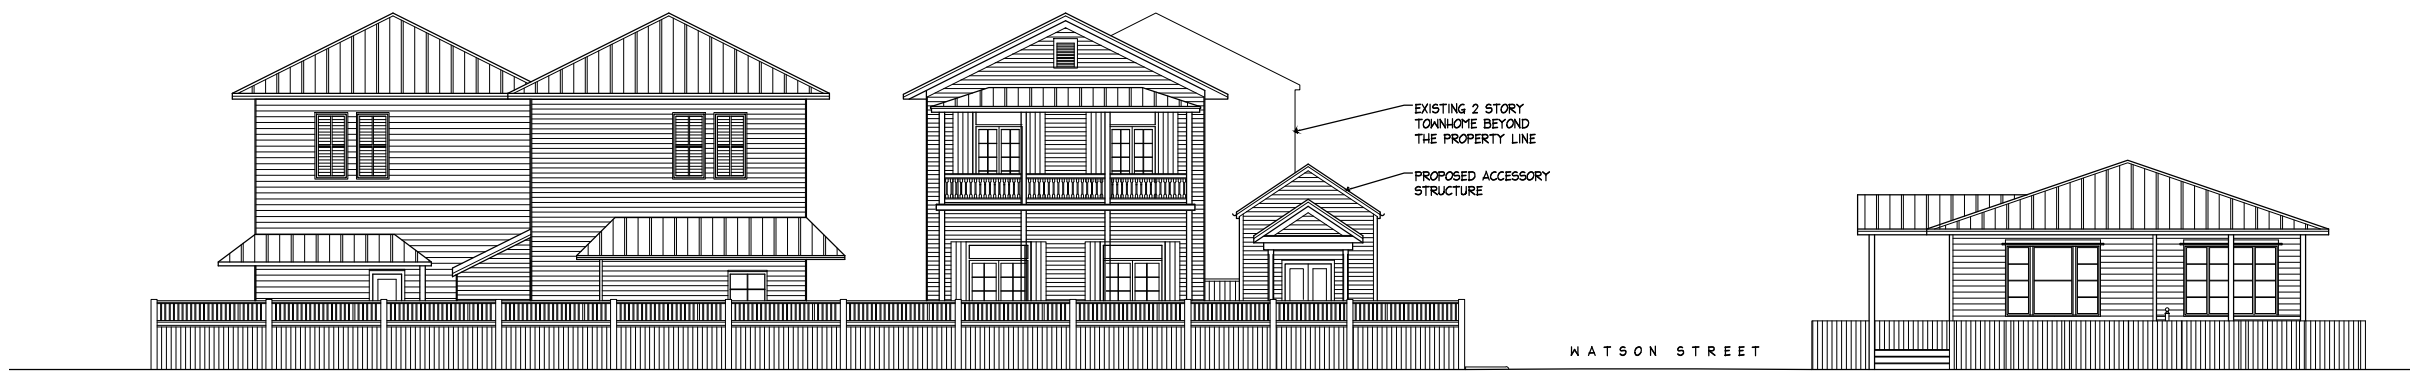 EXISTING 2 STORY
TOWNHOME BEYOND
THE PROPERTY LINE
PROPOSED ACCESSORY
STRUCTURE
WATSON STREET